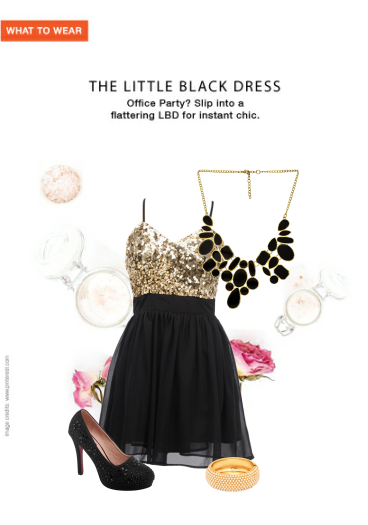 WHAT TO WEAR
THE LITTLE BLACK DRESS
Office Party? Slip into a
flattering LBD for instant chic.
image credits: www.pinterest.com